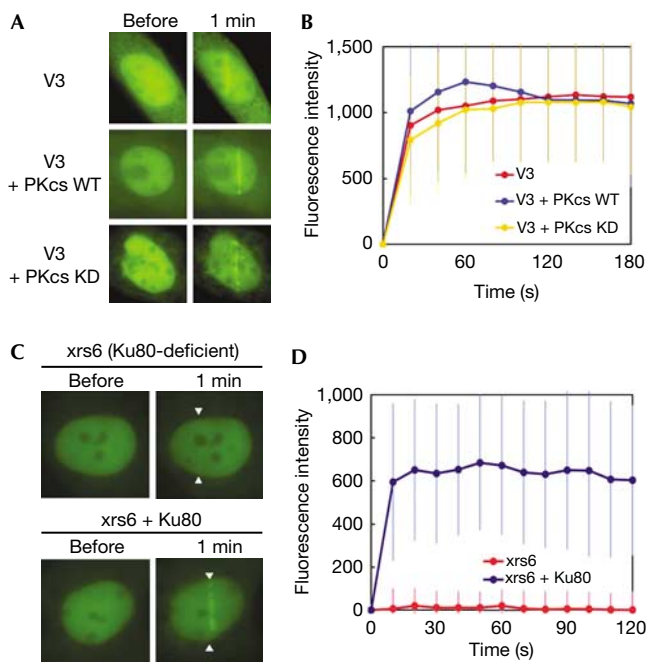 A
Before
1 min
V3
V3
+ PKcs WT
V3
+ PKcs KD
B
Fluorescence intensity
1,500
1,000
500
0
0
60
120
180
Time (s)
V3
V3 + PKcs WT
V3 + PKcs KD
C
xrs6 (Ku80-deficient)
Before
1 min
xrs6 + Ku80
Before
1 min
D
Fluorescence intensity
1,000
800
600
400
200
0
0
30
60
90
120
Time (s)
xrs6
xrs6 + Ku80